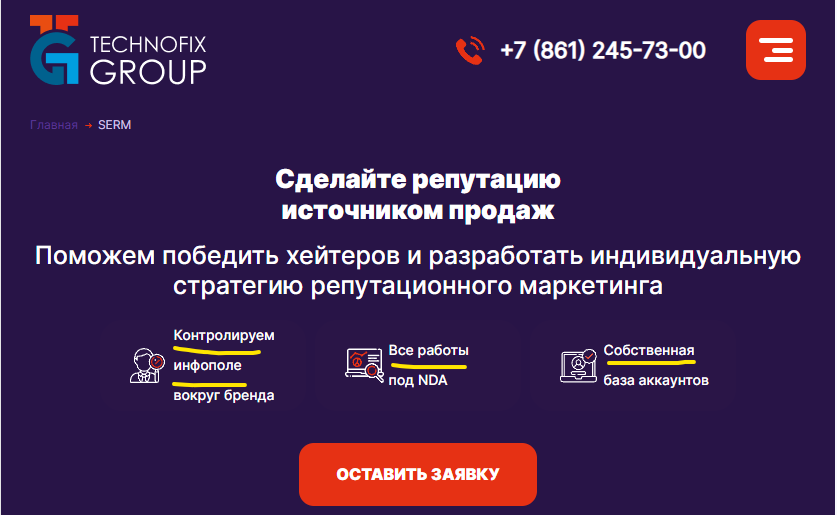 TECHNOFIX
GROUP
+7 (861) 245-73-00
Главная → SERM
Сделайте репутацию
источником продаж
Поможем победить хейтеров и разработать индивидуальную
стратегию репутационного маркетинга
Контролируем
инфополе
вокруг бренда
Все работы
под NDA
Собственная
база аккаунтов
ОСТАВИТЬ ЗАЯВКУ